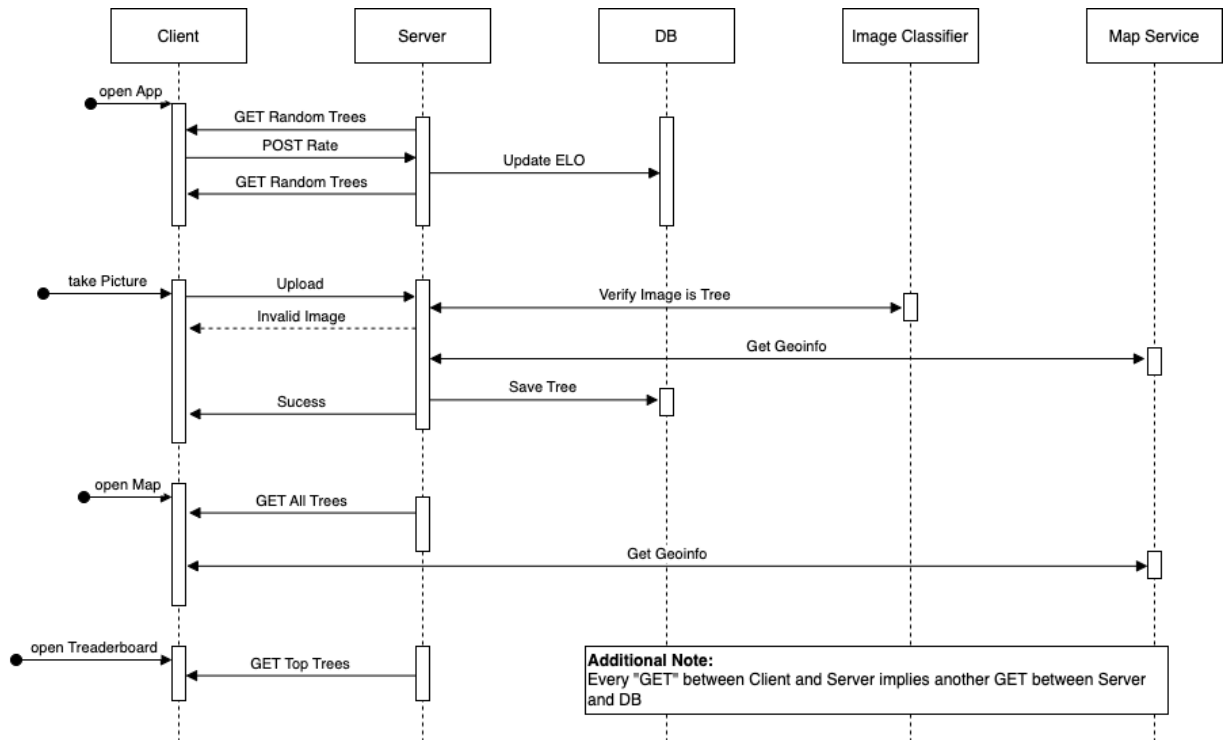 Client
Server
DB
Image Classifier
Map Service
open App
GET Random Trees
POST Rate
Update ELO
GET Random Trees
take Picture
Upload
Verify Image is Tree
Invalid Image
Get Geoinfo
Save Tree
Sucess
open Map
GET All Trees
Get Geoinfo
open Treaderboard
GET Top Trees
Additional Note:
Every "GET" between Client and Server implies another GET between Server
and DB